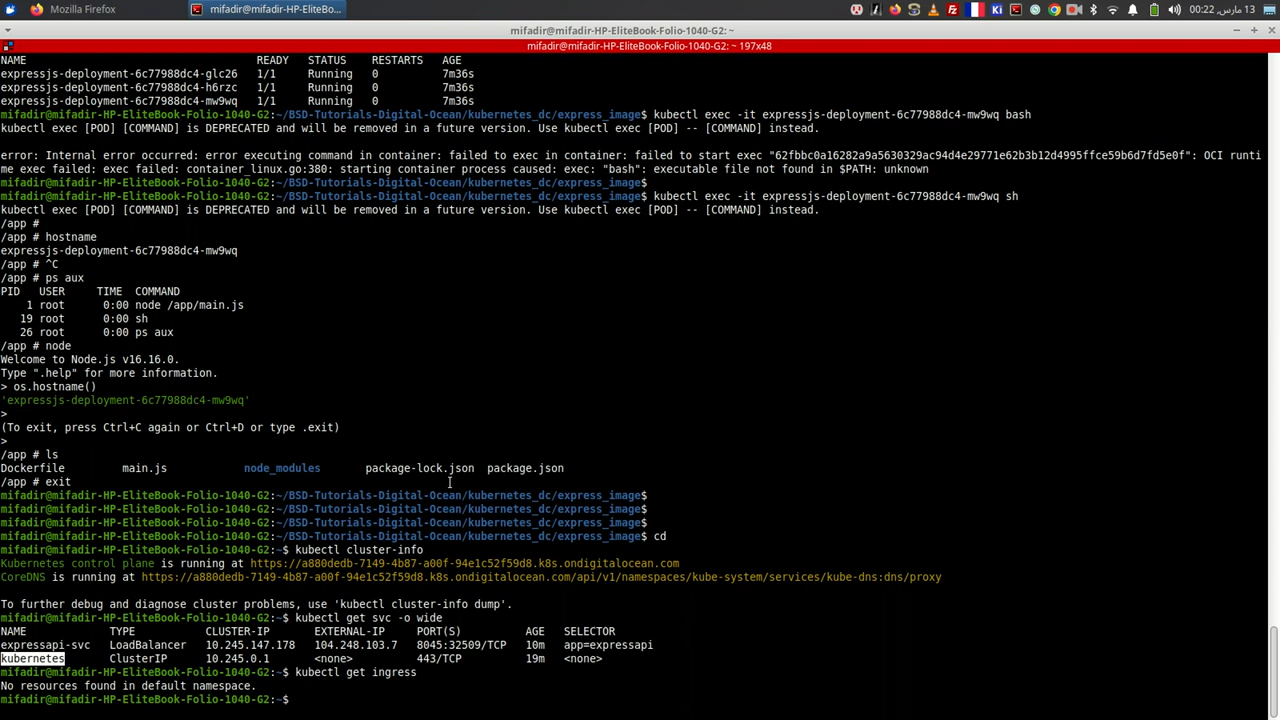 Mozilla Firefox
mifadir@mifadir-HP-EliteBo...
Ki
Fz
22:00 ,مارس 13
mifadir@mifadir-HP-EliteBook-Folio-1040-G2: ~
mifadir@mifadir-HP-EliteBook-Folio-1040-G2: ~ 197x48
NAME READY STATUS RESTARTS AGE
expressjs-deployment-6c77988dc4-glc26 1/1 Running 0 7m36s
expressjs-deployment-6c77988dc4-h6rzc 1/1 Running 0 7m36s
expressjs-deployment-6c77988dc4-mw9wq 1/1 Running 0 7m36s
mifadir@mifadir-HP-EliteBook-Folio-1040-G2:~/BSD-Tutorials-Digital-Ocean/kubernetes_dc/express_image$ kubectl exec -it expressjs-deployment-6c77988dc4-mw9wq bash
kubectl exec [POD] [COMMAND] is DEPRECATED and will be removed in a future version. Use kubectl exec [POD] -- [COMMAND] instead.
error: Internal error occurred: error executing command in container: failed to exec in container: failed to start exec "62fbbc0a16282a9a5630329ac94d4e29771e62b3b12d4995ffce59b6d7fd5e0f": OCI runti
me exec failed: exec failed: container_linux.go:380: starting container process caused: exec: "bash": executable file not found in $PATH: unknown
mifadir@mifadir-HP-EliteBook-Folio-1040-G2:~/BSD-Tutorials-Digital-Ocean/kubernetes_dc/express_image$
mifadir@mifadir-HP-EliteBook-Folio-1040-G2:~/BSD-Tutorials-Digital-Ocean/kubernetes_dc/express_image$ kubectl exec -it expressjs-deployment-6c77988dc4-mw9wq sh
kubectl exec [POD] [COMMAND] is DEPRECATED and will be removed in a future version. Use kubectl exec [POD] -- [COMMAND] instead.
/app #
/app # hostname
expressjs-deployment-6c77988dc4-mw9wq
/app # ^C
/app # ps aux
PID USER TIME COMMAND
1 root 0:00 node /app/main.js
19 root 0:00 sh
26 root 0:00 ps aux
/app # node
Welcome to Node.js v16.16.0.
Type ".help" for more information.
> os.hostname()
'expressjs-deployment-6c77988dc4-mw9wq'
>
(To exit, press Ctrl+C again or Ctrl+D or type .exit)
>
/app # ls
Dockerfile main.js node_modules package-lock.json package.json
/app # exit
mifadir@mifadir-HP-EliteBook-Folio-1040-G2:~/BSD-Tutorials-Digital-Ocean/kubernetes_dc/express_image$
mifadir@mifadir-HP-EliteBook-Folio-1040-G2:~/BSD-Tutorials-Digital-Ocean/kubernetes_dc/express_image$
mifadir@mifadir-HP-EliteBook-Folio-1040-G2:~/BSD-Tutorials-Digital-Ocean/kubernetes_dc/express_image$
mifadir@mifadir-HP-EliteBook-Folio-1040-G2:~/BSD-Tutorials-Digital-Ocean/kubernetes_dc/express_image$ cd
mifadir@mifadir-HP-EliteBook-Folio-1040-G2:~$ kubectl cluster-info
Kubernetes control plane is running at https://a880dedb-7149-4b87-a00f-94e1c52f59d8.k8s.ondigitalocean.com
CoreDNS is running at https://a880dedb-7149-4b87-a00f-94e1c52f59d8.k8s.ondigitalocean.com/api/v1/namespaces/kube-system/services/kube-dns:dns/proxy
To further debug and diagnose cluster problems, use 'kubectl cluster-info dump'.
mifadir@mifadir-HP-EliteBook-Folio-1040-G2:~$ kubectl get svc -o wide
NAME TYPE CLUSTER-IP EXTERNAL-IP PORT(S) AGE SELECTOR
expressapi-svc LoadBalancer 10.245.147.178 104.248.103.7 8045:32509/TCP 10m app=expressapi
kubernetes ClusterIP 10.245.0.1 <none> 443/TCP 19m <none>
mifadir@mifadir-HP-EliteBook-Folio-1040-G2:~$ kubectl get ingress
No resources found in default namespace.
mifadir@mifadir-HP-EliteBook-Folio-1040-G2:~$